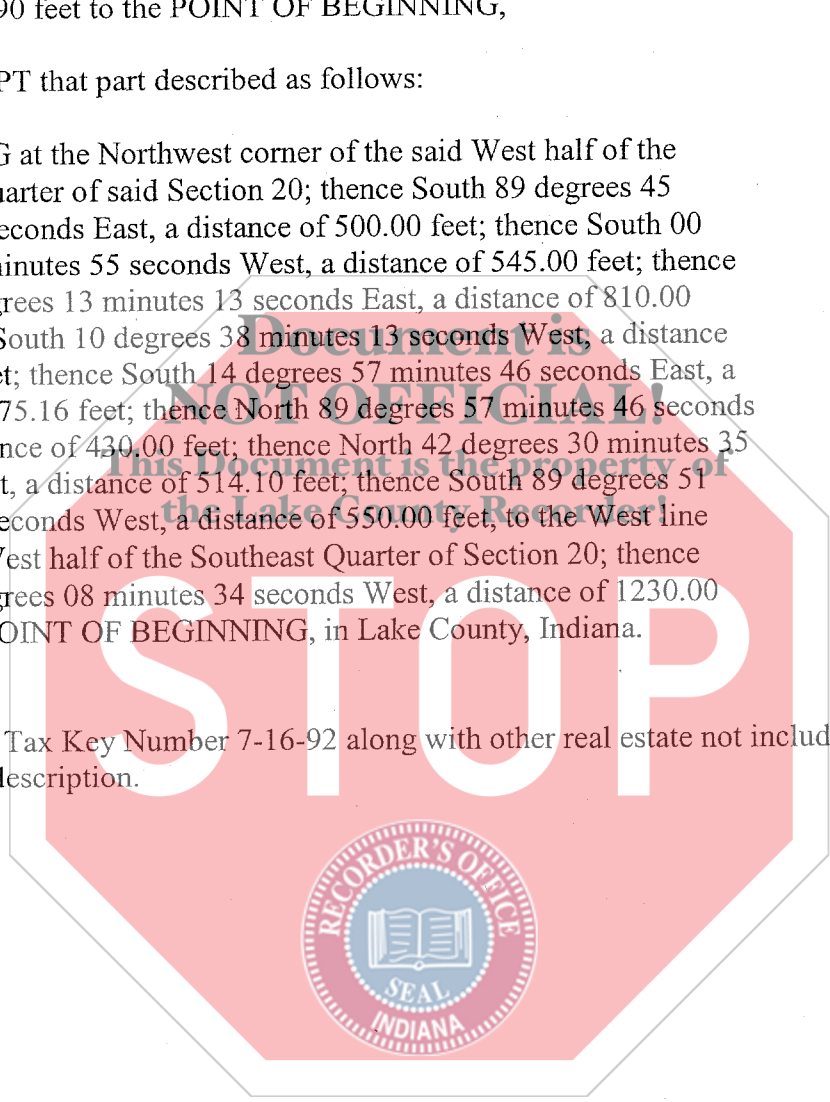 90 feet to the POINT OF BEGINNING,
PT that part described as follows:
G at the Northwest corner of the said West half of the
uarter of said Section 20; thence South 89 degrees 45
econds East, a distance of 500.00 feet; thence South 00
inutes 55 seconds West, a distance of 545.00 feet; thence
grees 13 minutes 13 seconds East, a distance of 810.00
South 10 degrees 38 minutes 13 seconds West, a distance
et; thence South 14 degrees 57 minutes 46 seconds East, a
75.16 feet; thence North 89 degrees 57 minutes 46 seconds
nce of 430.00 feet; thence North 42 degrees 30 minutes 35
t, a distance of 514.10 feet; thence South 89 degrees 51
econds West, a distance of 550.00 feet, to the West line
West half of the Southeast Quarter of Section 20; thence
grees 08 minutes 34 seconds West, a distance of 1230.00
OINT OF BEGINNING, in Lake County, Indiana.
Tax Key Number 7-16-92 along with other real estate not includ
description.
Document is
NOT OFFICIAL!
This Document is the property of
the Lake County Recorder!
STOP
RECORDER'S OFFICE
SEAL
INDIANA